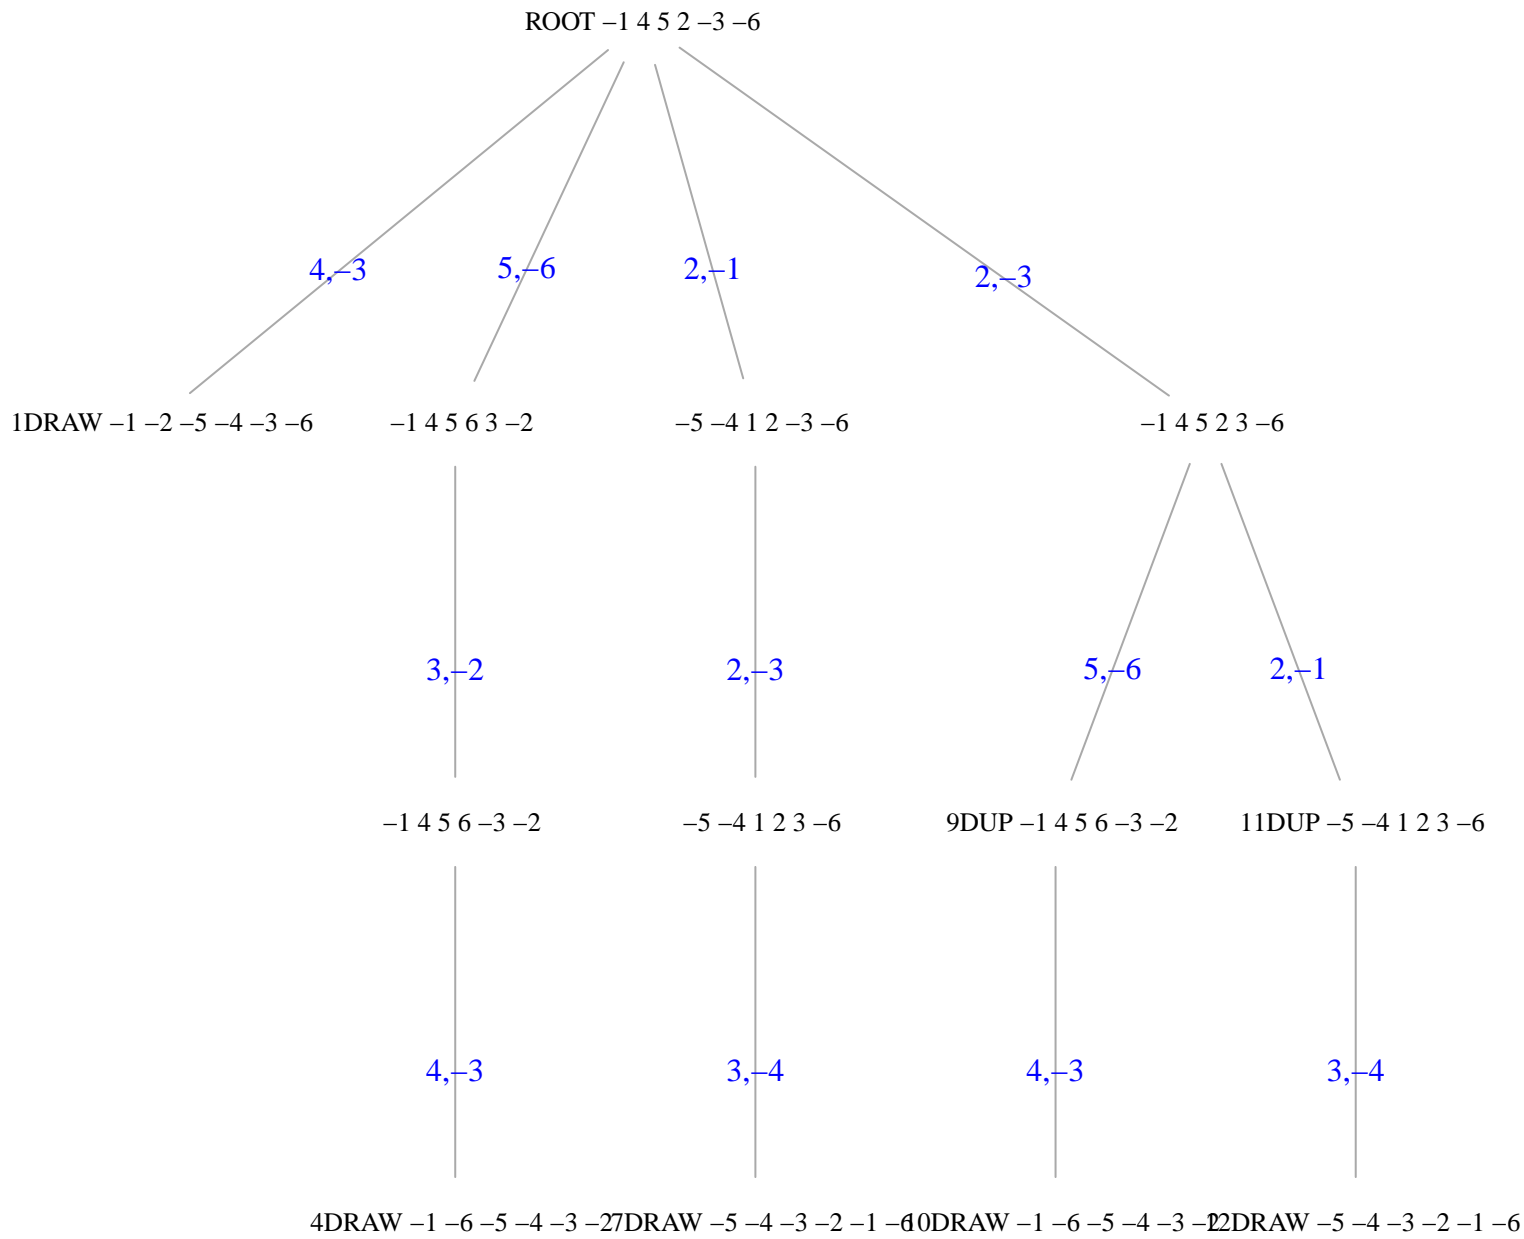 ROOT –1 4 5 2 –3 –6
4,–3 5,–6 2,–1 2,–3
1DRAW –1 –2 –5 –4 –3 –6 –1 4 5 6 3 –2 –5 –4 1 2 –3 –6 –1 4 5 2 3 –6
3,–2 2,–3 5,–6 2,–1
–1 4 5 6 –3 –2 –5 –4 1 2 3 –6 9DUP –1 4 5 6 –3 –2 11DUP –5 –4 1 2 3 –6
4,–3 3,–4 4,–3 3,–4
4DRAW –1 –6 –5 –4 –3 –2 7DRAW –5 –4 –3 –2 –1 –6 10DRAW –1 –6 –5 –4 –3 –2 12DRAW –5 –4 –3 –2 –1 –6